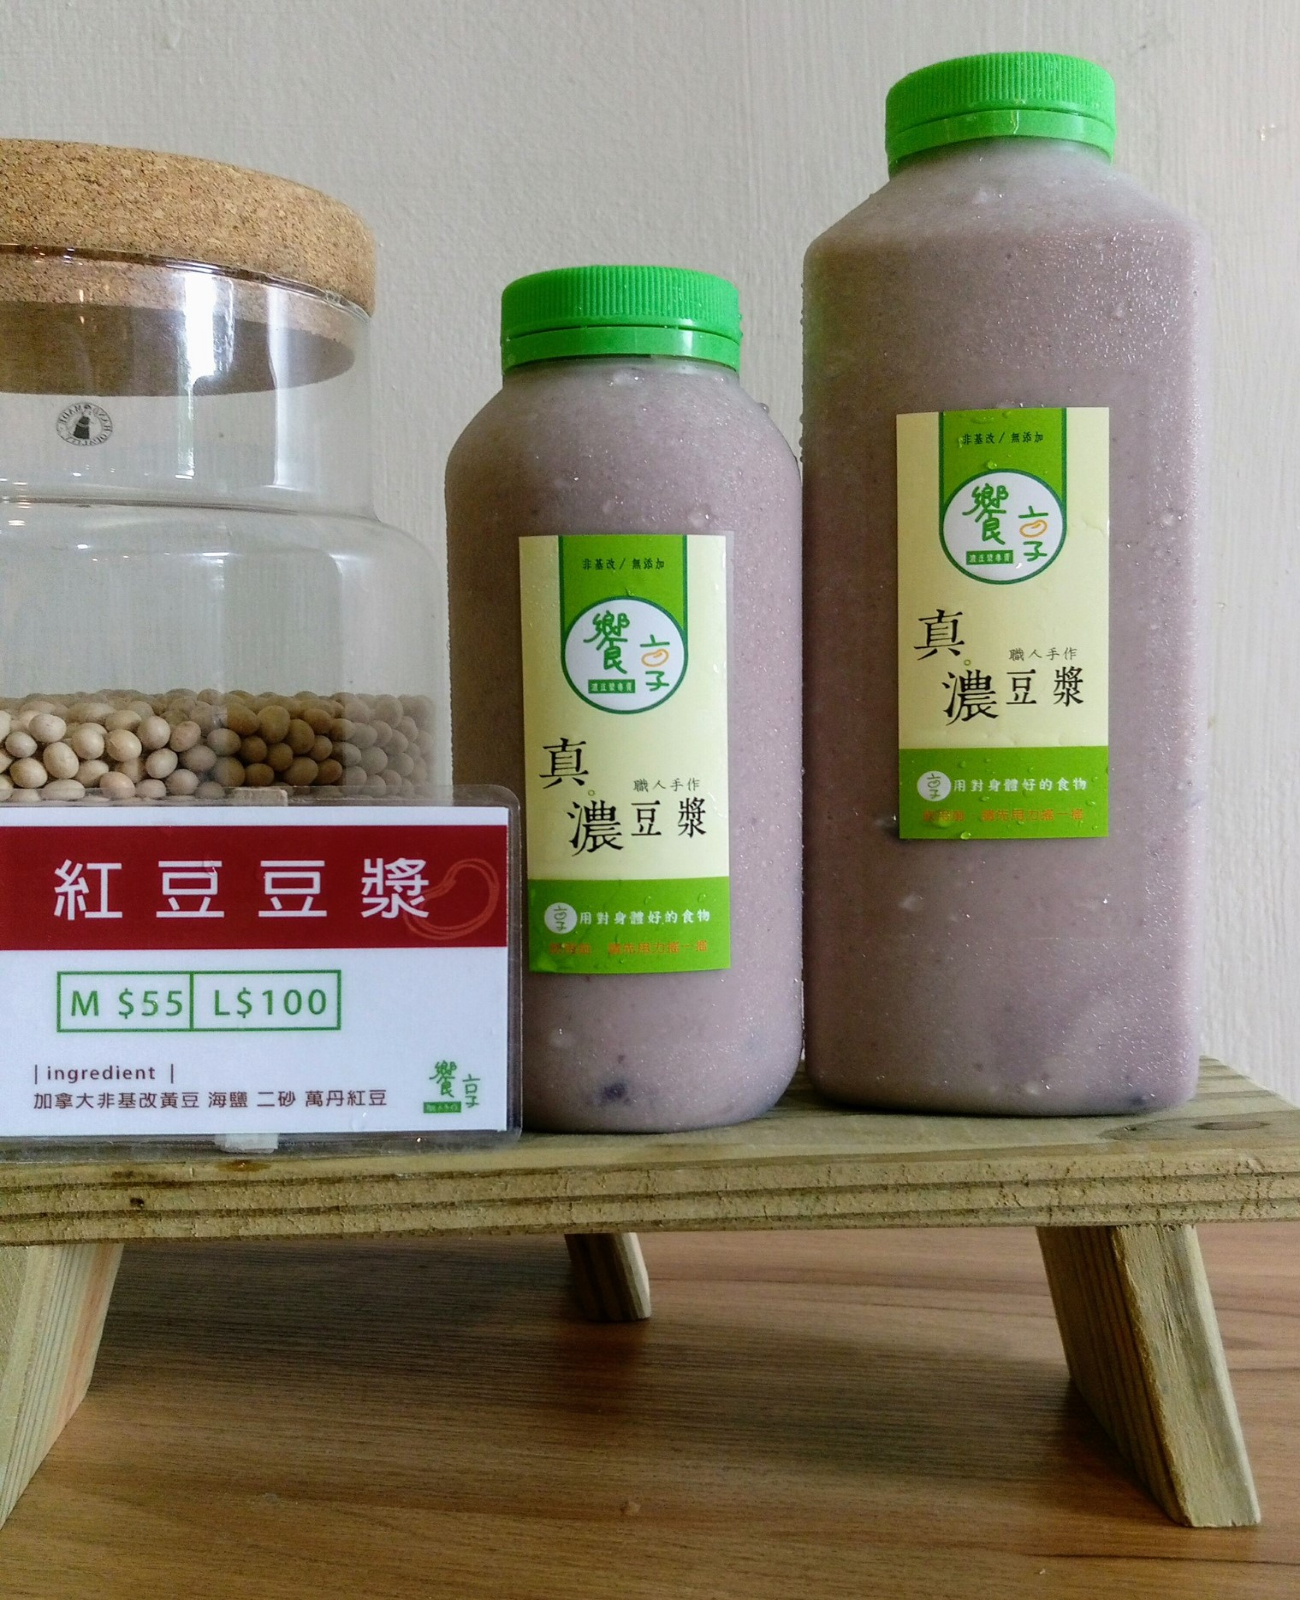 紅豆豆漿
M $55 L$100
| ingredient |
加拿大非基改黃豆 海鹽 二砂 萬丹紅豆
饗享
非基改/無添加
饗享
真。濃豆漿
職人手作
享 用對身體好的食物
非基改/無添加
饗享
真。濃豆漿
職人手作
享 用對身體好的食物